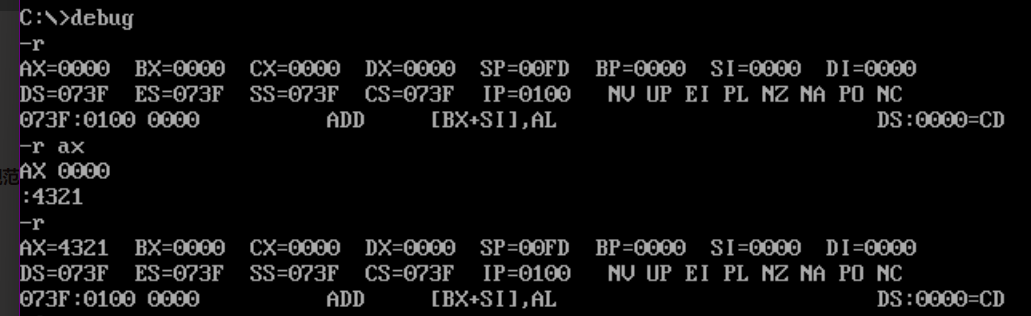 C:\>debug
-r
AX=0000  BX=0000  CX=0000  DX=0000  SP=00FD  BP=0000  SI=0000  DI=0000
DS=073F  ES=073F  SS=073F  CS=073F  IP=0100   NV UP EI PL NZ NA PO NC
073F:0100 0000          ADD     [BX+SI],AL                         DS:0000=CD
-r ax
AX 0000
:4321
-r
AX=4321  BX=0000  CX=0000  DX=0000  SP=00FD  BP=0000  SI=0000  DI=0000
DS=073F  ES=073F  SS=073F  CS=073F  IP=0100   NV UP EI PL NZ NA PO NC
073F:0100 0000          ADD     [BX+SI],AL                         DS:0000=CD